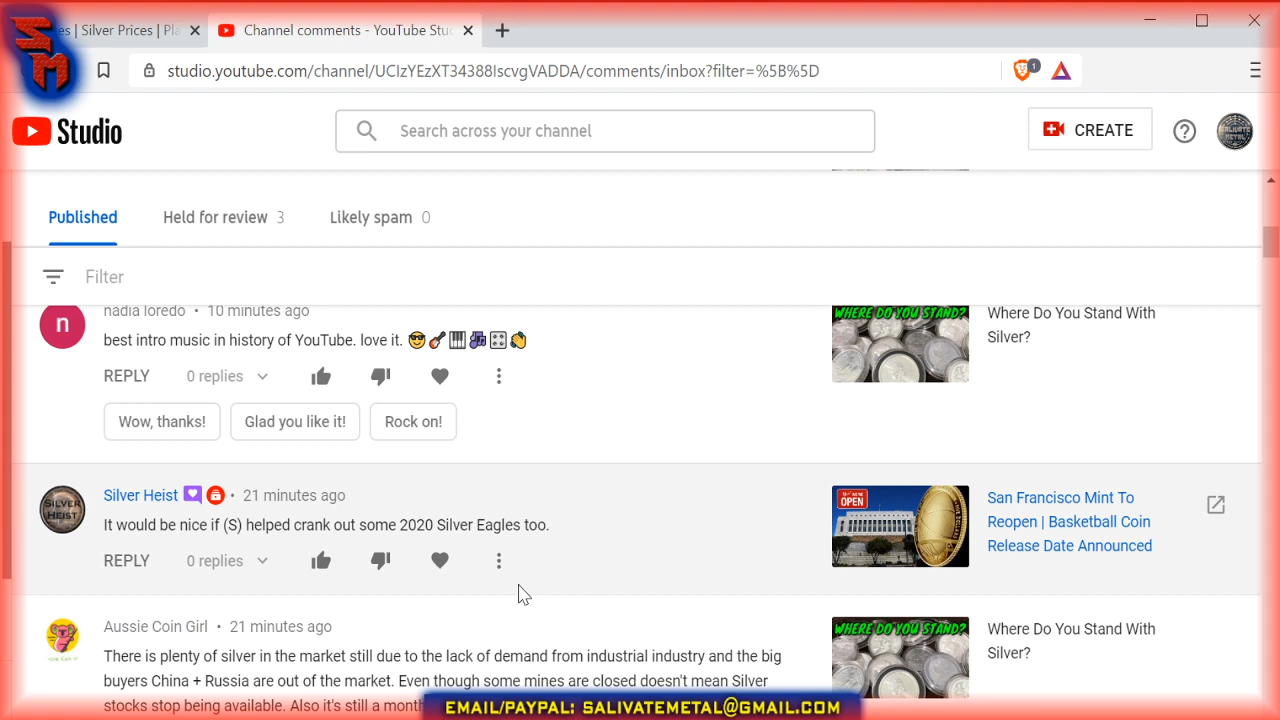 SM
es | Silver Prices | Pla
Channel comments - YouTube Stud
studio.youtube.com/channel/UCIzYEzXT34388IscvgVADDA/comments/inbox?filter=%5B%5D
1
Studio
Search across your channel
CREATE
Published
Held for review 3
Likely spam 0
Filter
nadia loredo • 10 minutes ago
best intro music in history of YouTube. love it. 😎🎸🎹🎶🎛👏
REPLY 0 replies
Wow, thanks!
Glad you like it!
Rock on!
WHERE DO YOU STAND?
Where Do You Stand With
Silver?
SILVER
HEIST
Silver Heist • 21 minutes ago
It would be nice if (S) helped crank out some 2020 Silver Eagles too.
REPLY 0 replies
OPEN
San Francisco Mint To
Reopen | Basketball Coin
Release Date Announced
Aussie Coin Girl • 21 minutes ago
There is plenty of silver in the market still due to the lack of demand from industrial industry and the big
buyers China + Russia are out of the market. Even though some mines are closed doesn't mean Silver
stocks stop being available. Also it's still a month
WHERE DO YOU STAND?
Where Do You Stand With
Silver?
EMAIL/PAYPAL: SALIVATEMETAL@GMAIL.COM